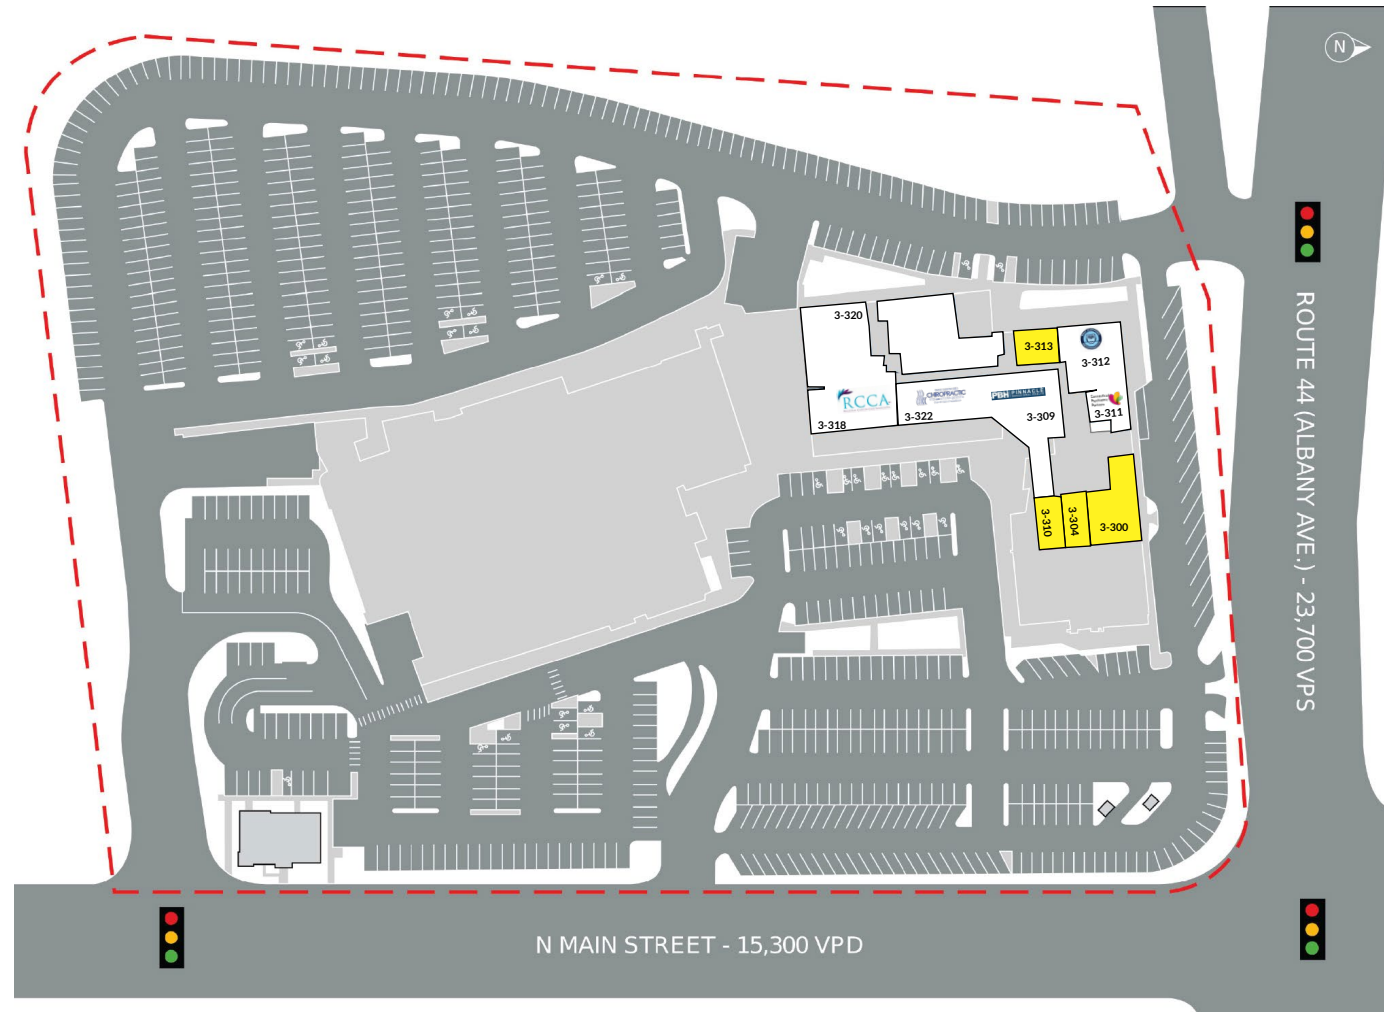 N
3-320
3-313
3-312
RCCA
CHIROPRACTIC
PBH PINNACLE
3-318
3-322
3-309
3-311
3-310
3-304
3-300
ROUTE 44 (ALBANY AVE.) - 23,700 VPS
N MAIN STREET - 15,300 VPD